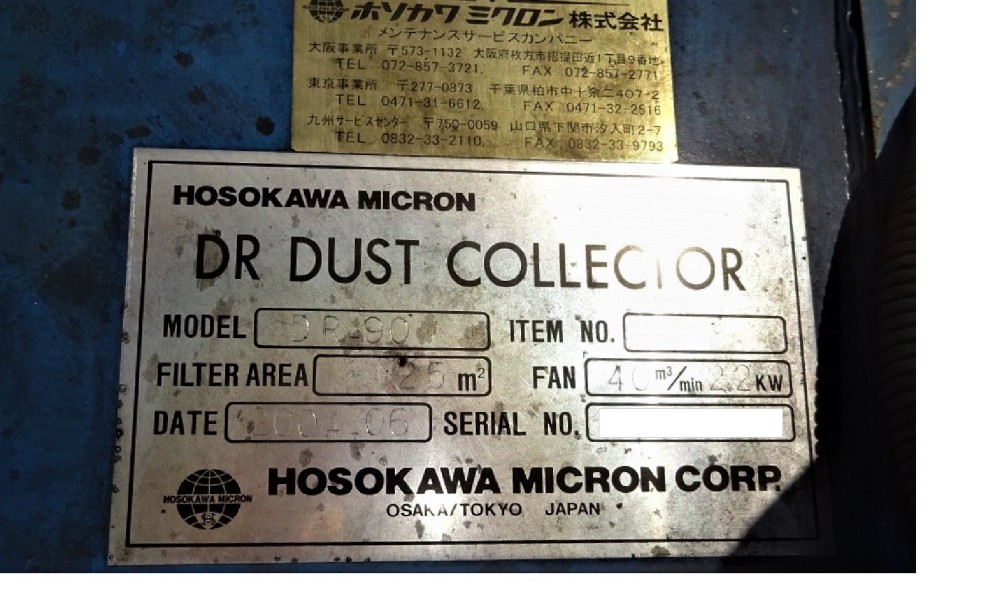 ホソカワミクロン株式会社
メンテナンスサービスカンパニー
大阪事業所 〒573-1132 大阪府枚方市招提田近1丁目9番地
TEL 072-857-3721. FAX 072-857-2771
東京事業所 〒277-0873 千葉県柏市中十余二407-2
TEL 0471-31-6612. FAX 0471-32-2516
九州サービスセンター 〒750-0059 山口県下関市汐入町2-7
TEL 0832-33-2110. FAX 0832-33-9793
HOSOKAWA MICRON
DR DUST COLLECTOR
MODEL DR-90 ITEM NO.
FILTER AREA 25 m² FAN 40 m³/min 2.2 KW
DATE 2004.06 SERIAL NO.
HOSOKAWA MICRON HOSOKAWA MICRON CORP.
OSAKA/TOKYO JAPAN